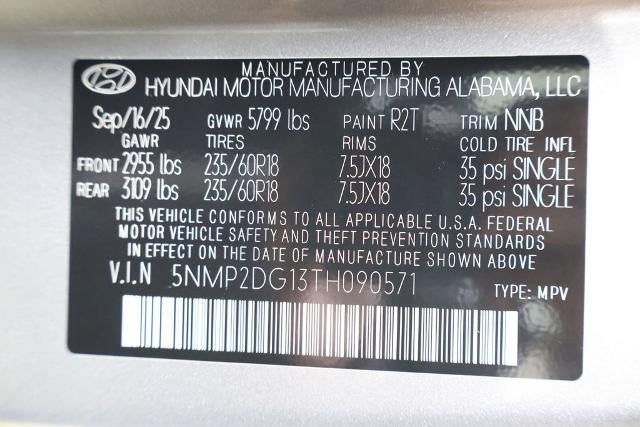 MANUFACTURED BY
HYUNDAI MOTOR MANUFACTURING ALABAMA, LLC
Sep/16/25 GVWR 5799 lbs PAINT R2T TRIM NNB
GAWR TIRES RIMS COLD TIRE INFL
FRONT 2955 lbs 235/60R18 7.5JX18 35 psi SINGLE
REAR 3109 lbs 235/60R18 7.5JX18 35 psi SINGLE
THIS VEHICLE CONFORMS TO ALL APPLICABLE U.S.A. FEDERAL
MOTOR VEHICLE SAFETY AND THEFT PREVENTION STANDARDS
IN EFFECT ON THE DATE OF MANUFACTURE SHOWN ABOVE
V.I.N 5NMP2DG13TH090571 TYPE: MPV